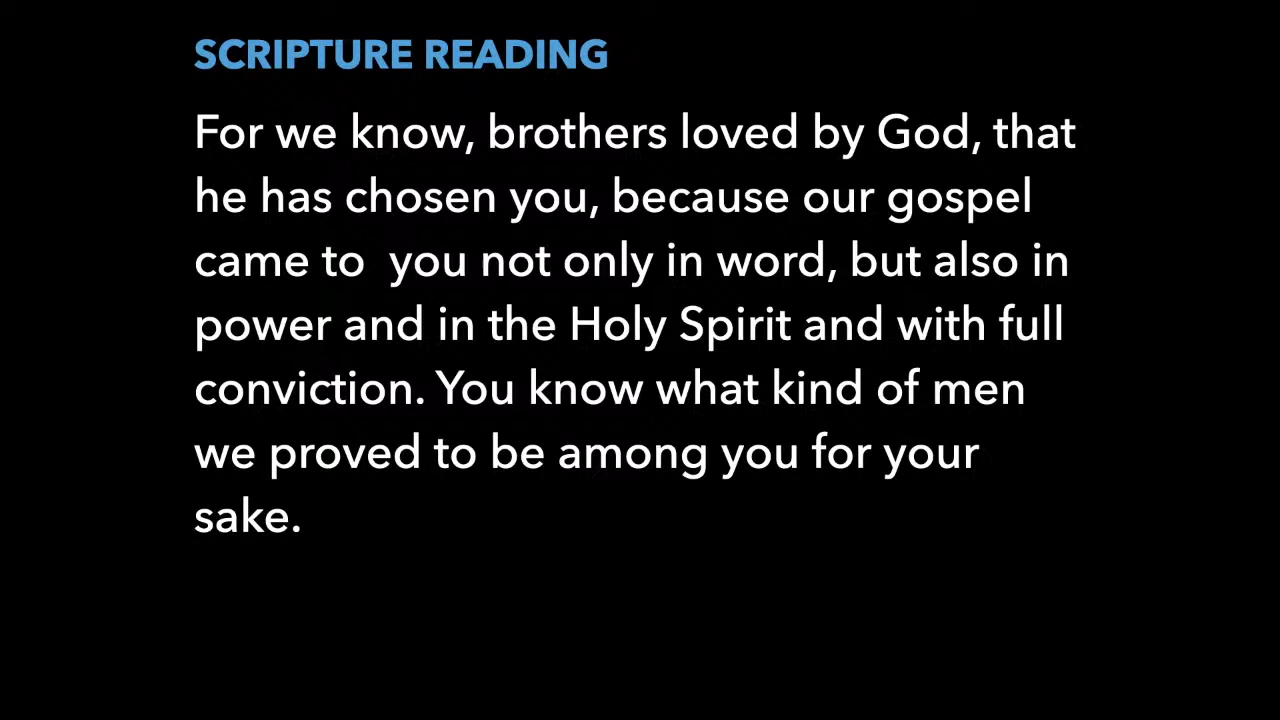 SCRIPTURE READING
For we know, brothers loved by God, that
he has chosen you, because our gospel
came to  you not only in word, but also in
power and in the Holy Spirit and with full
conviction. You know what kind of men
we proved to be among you for your
sake.